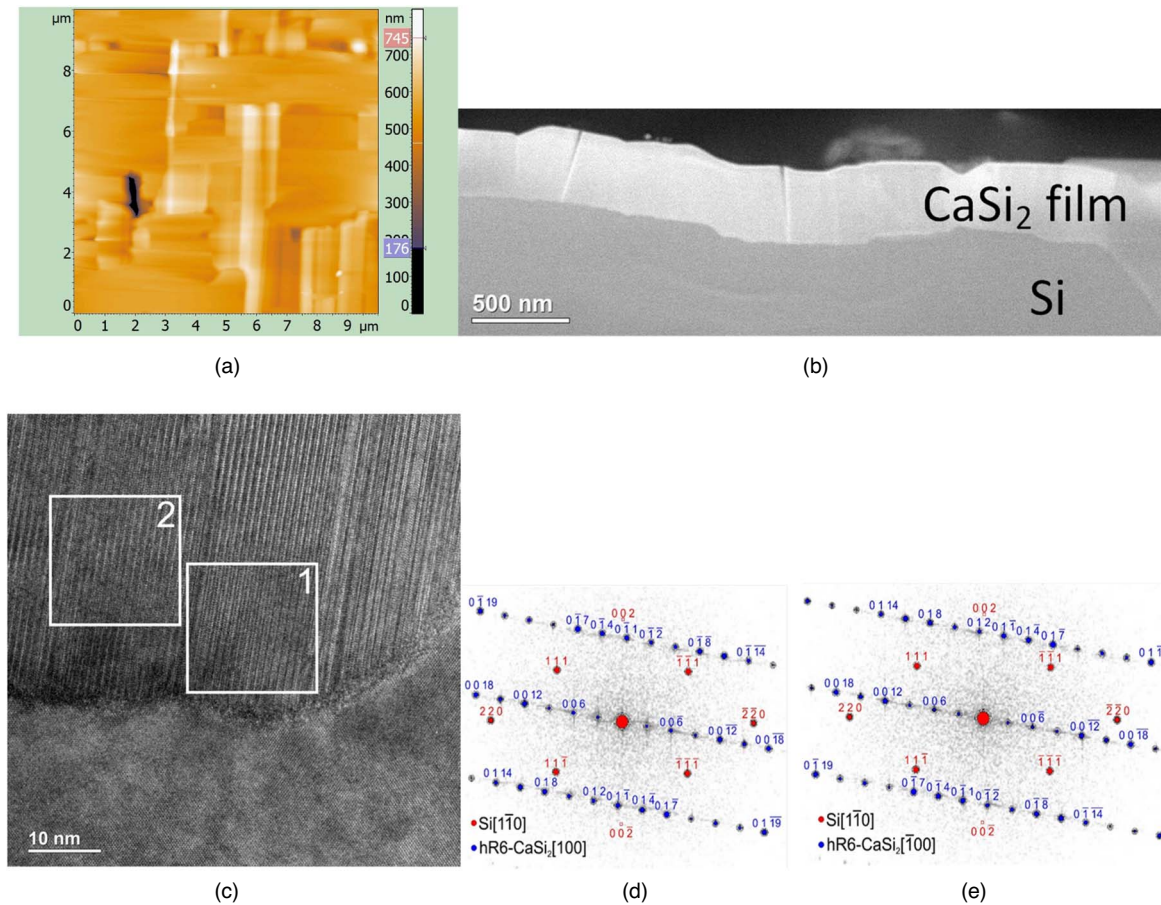 µm
nm
745
700
8
600
6
500
400
4
300
2
176
100
0
0
0 1 2 3 4 5 6 7 8 9 µm
(a)
CaSi₂ film
Si
500 nm
(b)
2
1
10 nm
(c)
0 1̅ 19
0 0 2
0 1̅ 7 0 1̅ 4 0 1̅ 1 0 1̅ 2̅ 0 1̅ 8̅ 0 1̅ 1̅4̅
1 1 1 1̅ 1̅ 1
0 0 18 0 0 12 0 0 6 0 0 6 0 0 1̅2̅ 0 0 1̅8̅
2 2 0 2̅ 2̅ 0
1 1 1̅ 1̅ 1̅ 1̅
0 1 14 0 1 8 0 1 2 0 1 1̅ 0 1 4̅ 0 1 7̅ 0 1 1̅9̅
0 0 2̅
Si[11̅0]
hR6-CaSi₂[100]
(d)
0 0 2
0 1 14 0 1 8 0 1 2 0 1 1̅ 0 1 4̅ 0 1 7̅
1 1 1 1̅ 1̅ 1
0 0 18 0 0 12 0 0 6 0 0 6̅ 0 0 1̅2̅ 0 0 1̅8̅
2 2 0 2̅ 2̅ 0
1 1 1̅ 1̅ 1̅ 1̅
0 1̅ 19 0 1̅ 7 0 1̅ 4 0 1̅ 1 0 1̅ 2̅ 0 1̅ 8̅ 0 1̅ 1̅4̅
0 0 2̅
Si[11̅0]
hR6-CaSi₂[1̅00]
(e)